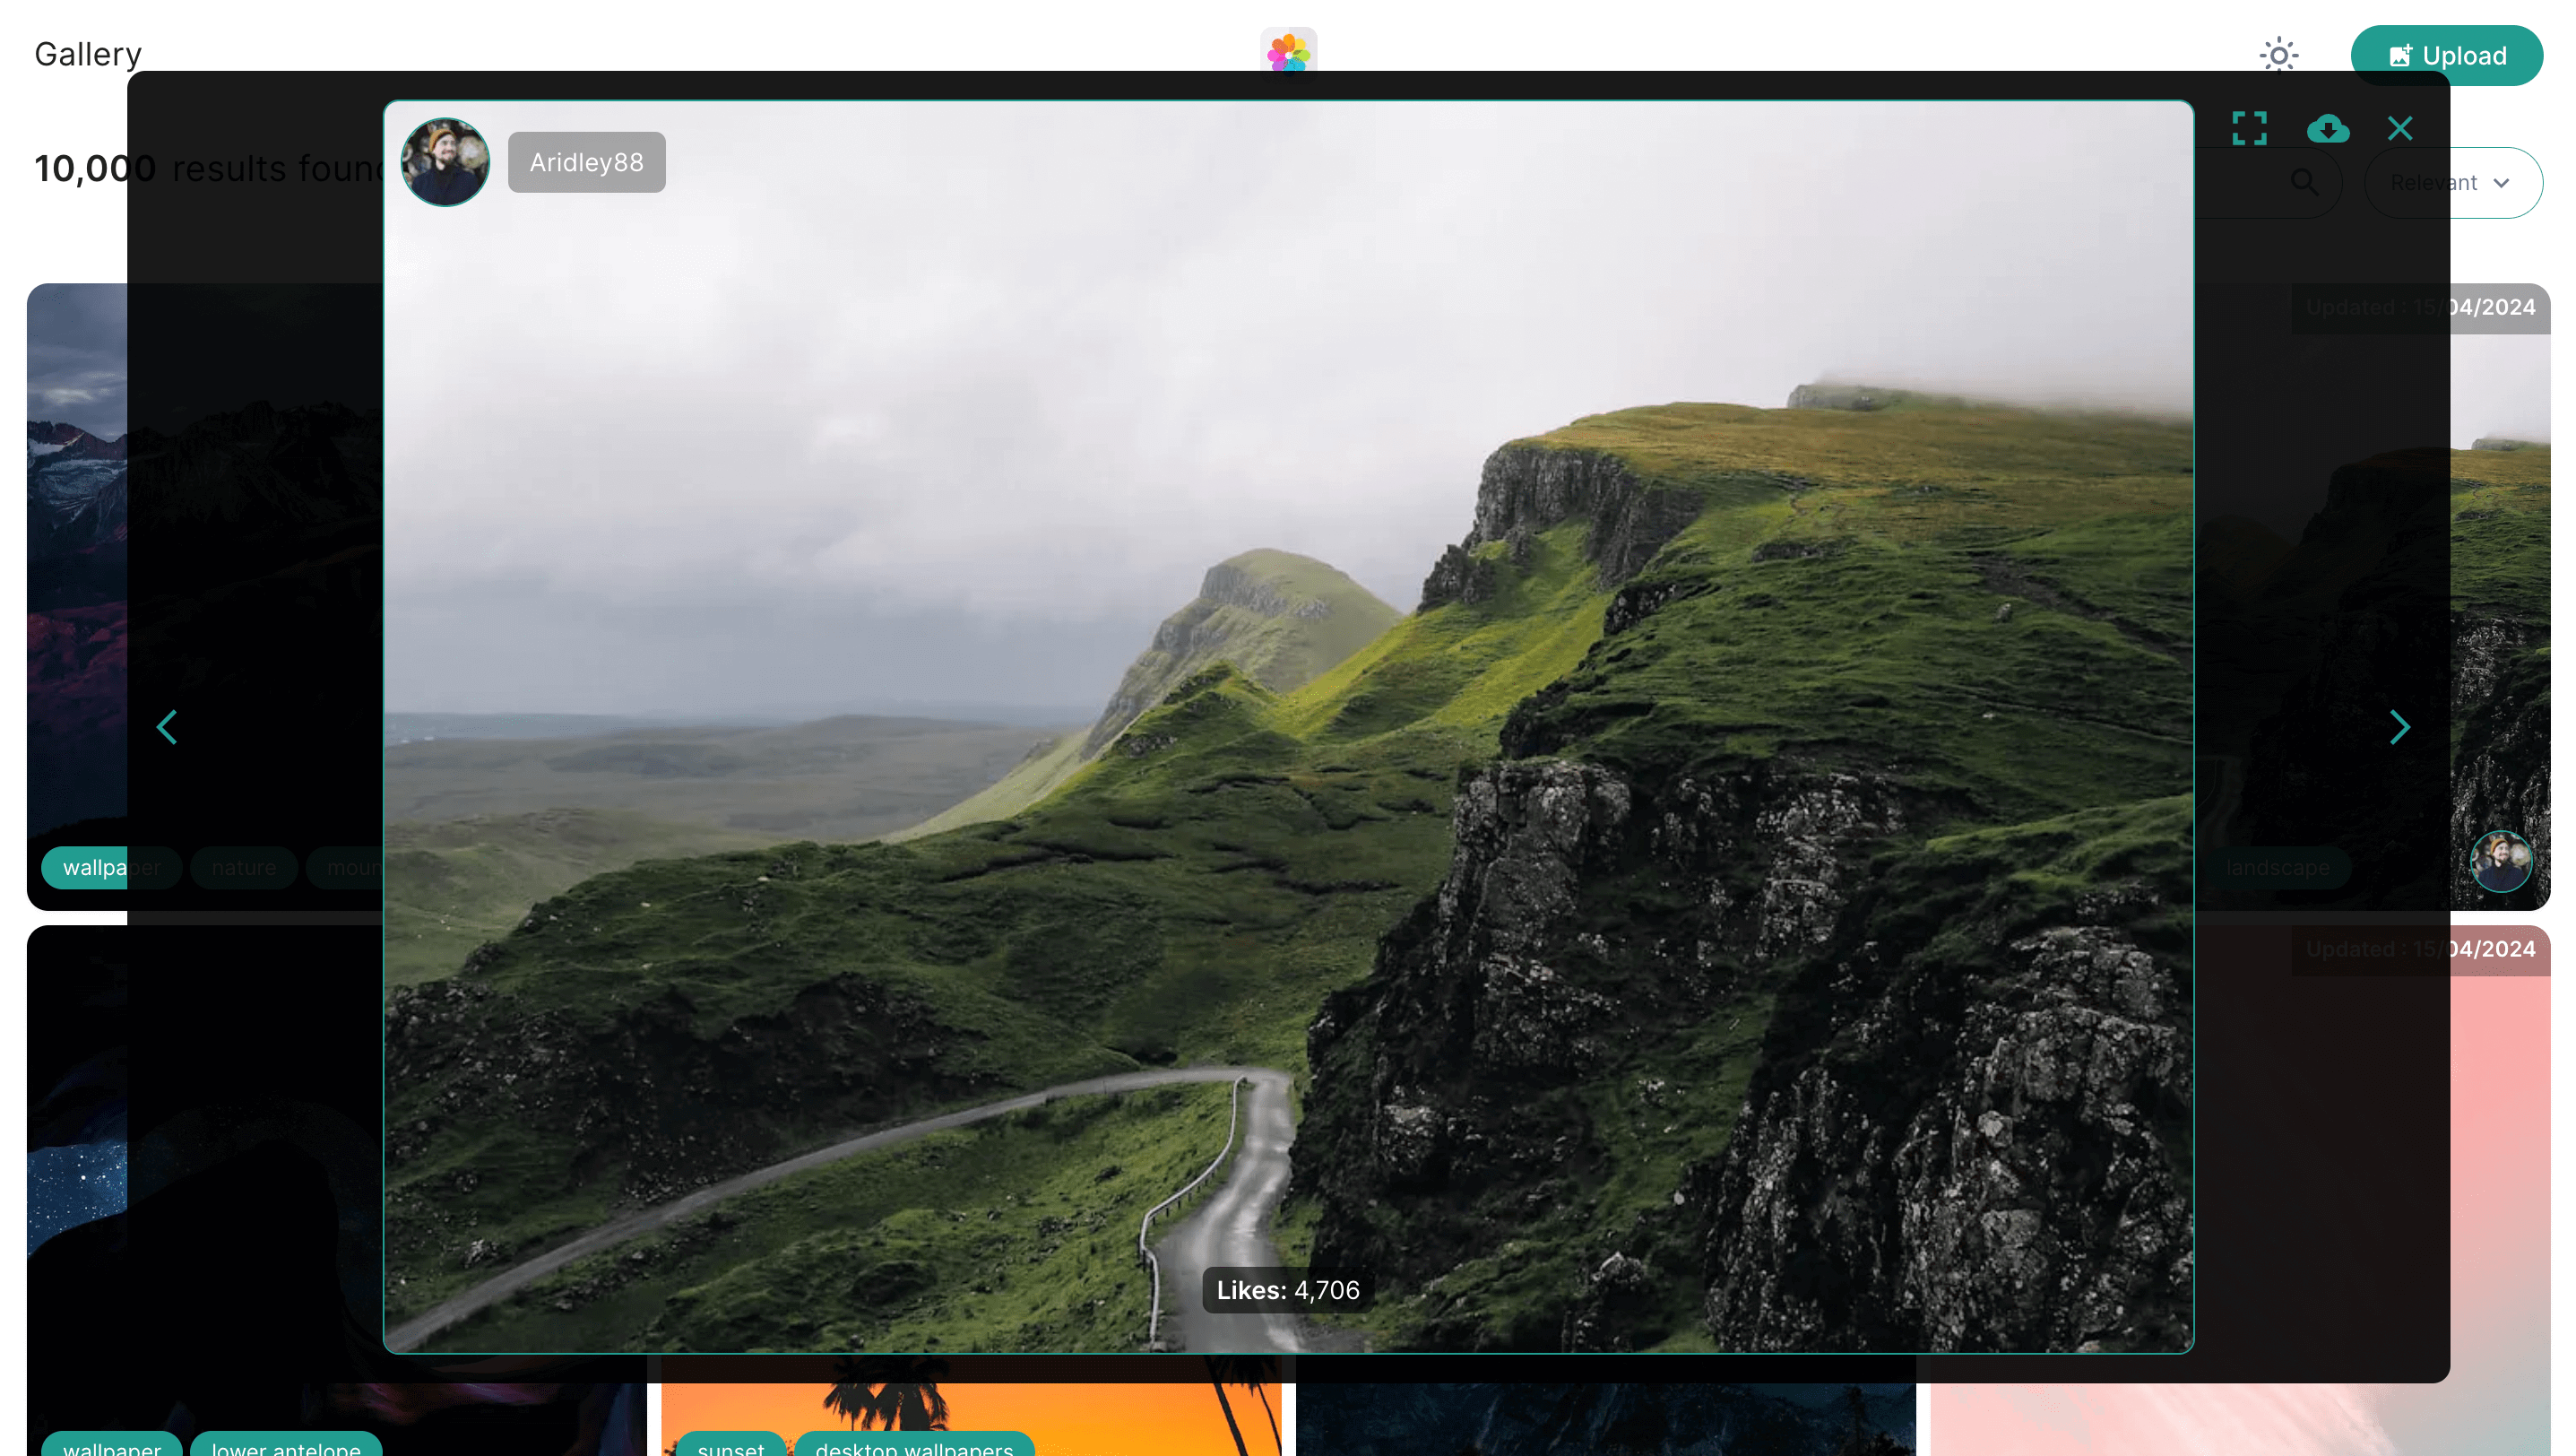 Gallery
Upload
10,000 results found
Aridley88
Relevant
Updated : 15/04/2024
wallpaper
nature
landscape
Updated : 15/04/2024
Likes: 4,706
wallpaper
lower antelope
sunset
desktop wallpapers